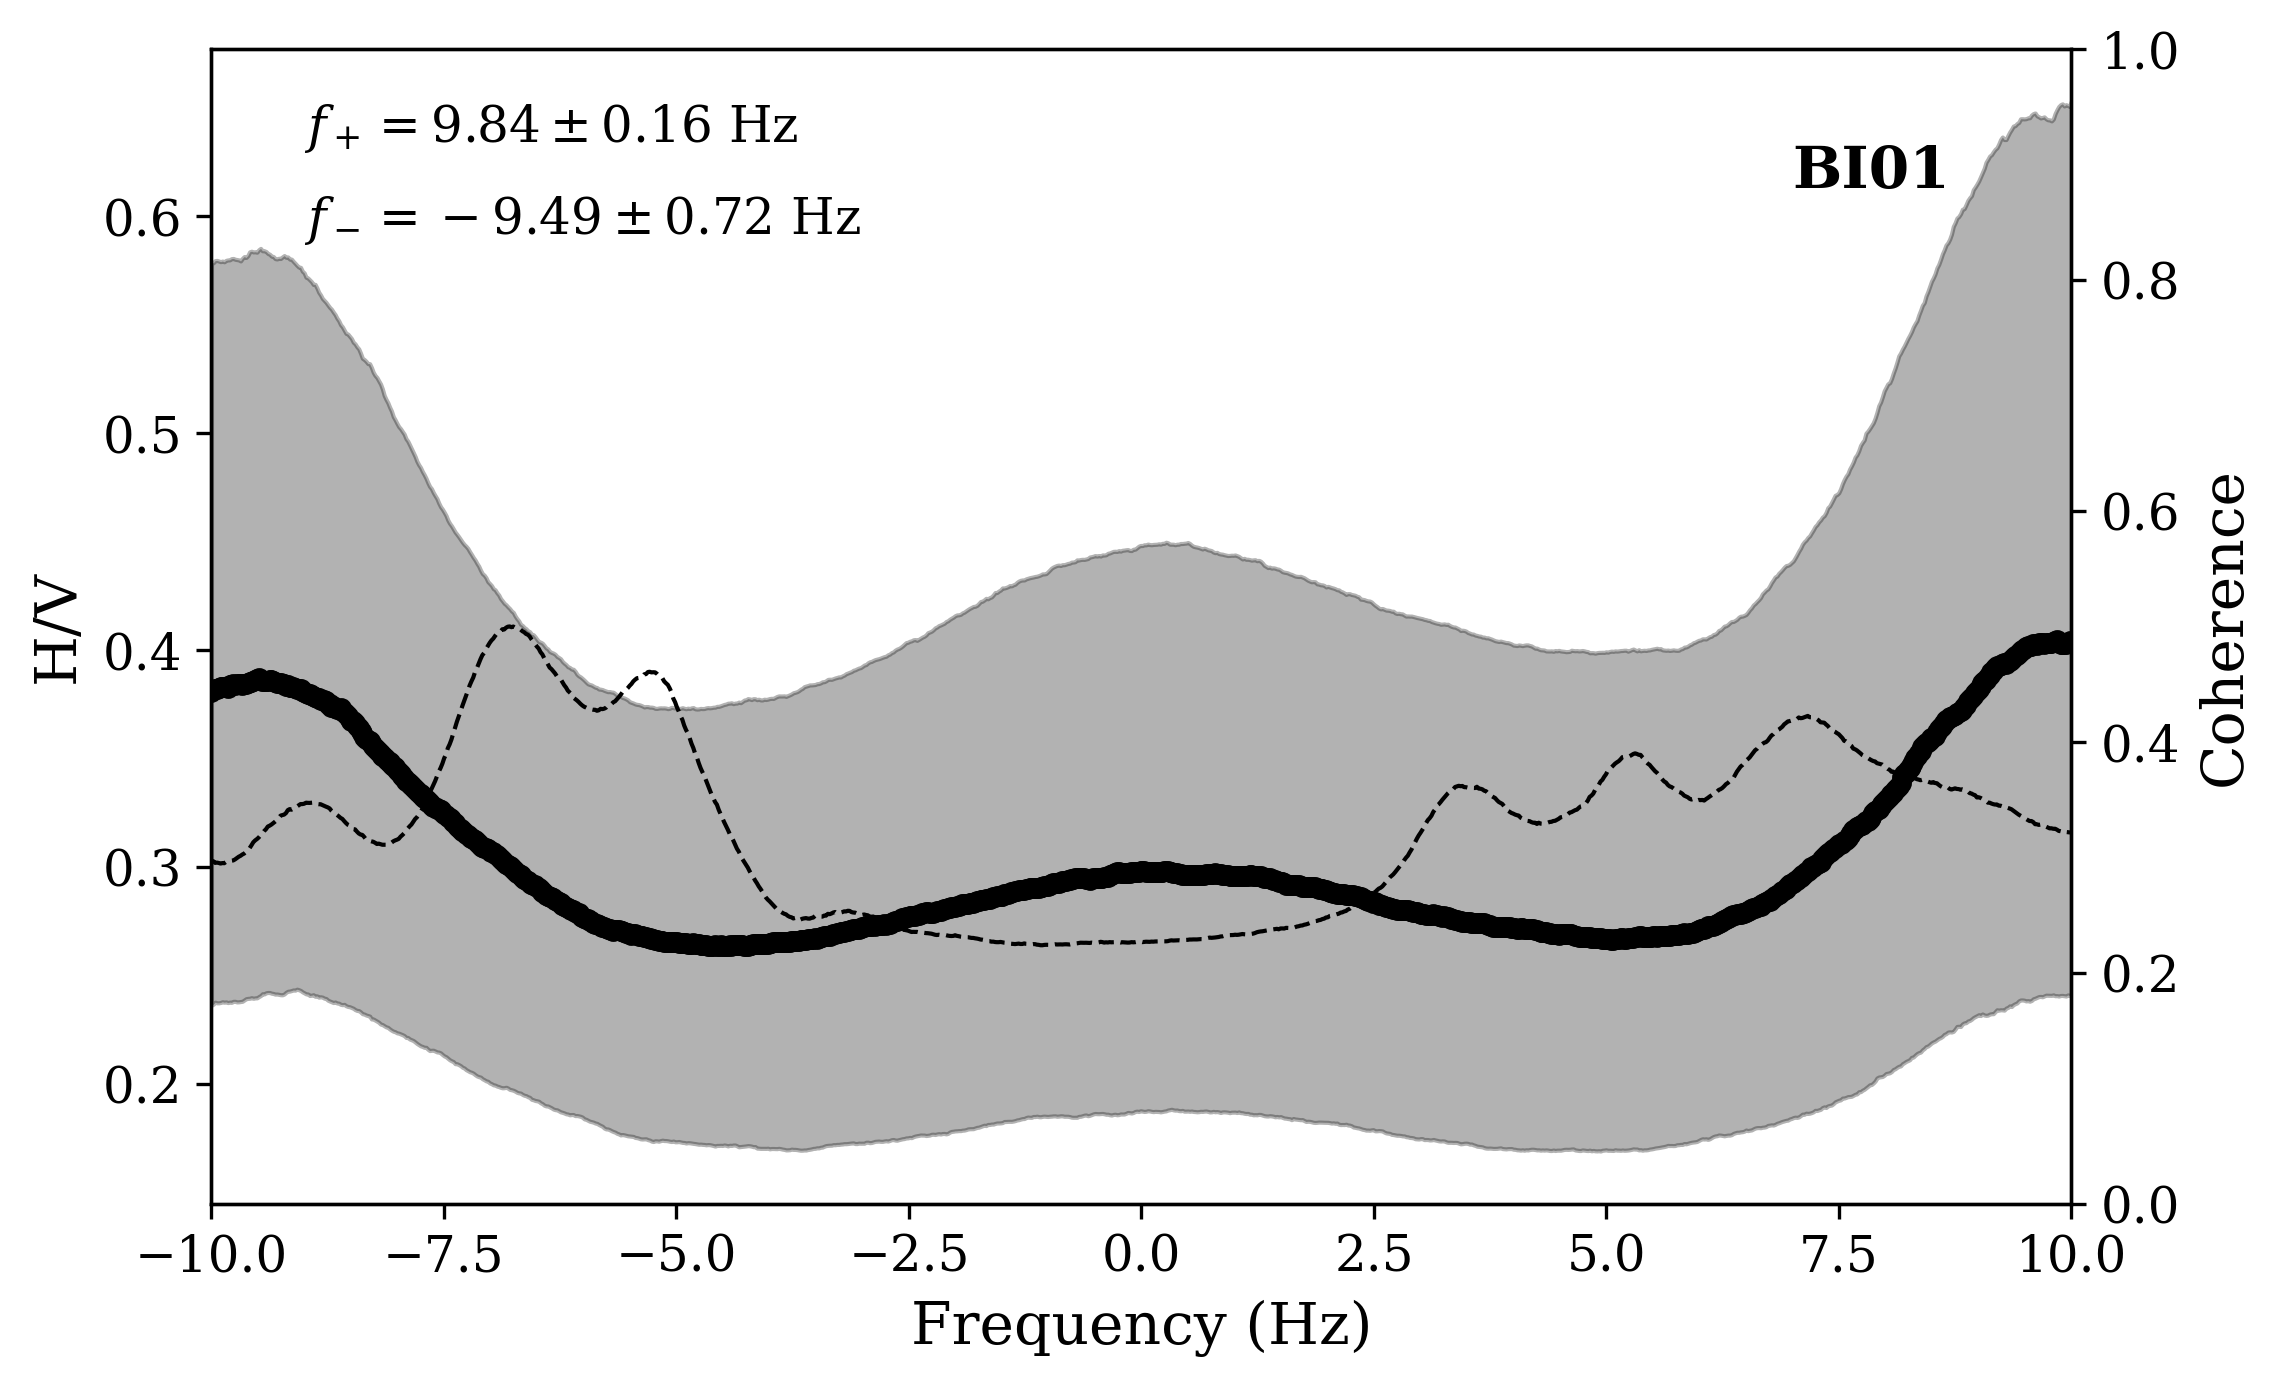 f₊ = 9.84 ± 0.16 Hz
f₋ = − 9.49 ± 0.72 Hz
BI01
H/V
0.6
0.5
0.4
0.3
0.2
1.0
0.8
0.6
0.4
0.2
0.0
Coherence
−10.0 −7.5 −5.0 −2.5 0.0 2.5 5.0 7.5 10.0
Frequency (Hz)